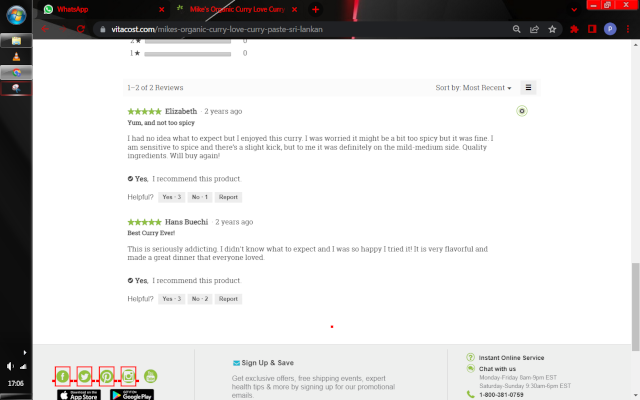 WhatsApp
Mike's Organic Curry Love Curry
vitacost.com/mikes-organic-curry-love-curry-paste-sri-lankan
P
2★ 0
1★ 0
1–2 of 2 Reviews
Sort by: Most Recent
Elizabeth · 2 years ago
Yum, and not too spicy
I had no idea what to expect but I enjoyed this curry. I was worried it might be a bit too spicy but it was fine. I
am sensitive to spice and there's a slight kick, but to me it was definitely on the mild-medium side. Quality
ingredients. Will buy again!
Yes, I recommend this product.
Helpful? Yes · 3 No · 1 Report
Hans Buechi · 2 years ago
Best Curry Ever!
This is seriously addicting. I didn't know what to expect and I was so happy I tried it! It is very flavorful and
made a great dinner that everyone loved.
Yes, I recommend this product.
Helpful? Yes · 3 No · 2 Report
Sign Up & Save
Get exclusive offers, free shipping events, expert
health tips & more by signing up for our promotional
emails.
Instant Online Service
Chat with us
Monday-Friday 8am-9pm EST
Saturday-Sunday 9:30am-6pm EST
1-800-381-0759
App Store
Google Play
17:06